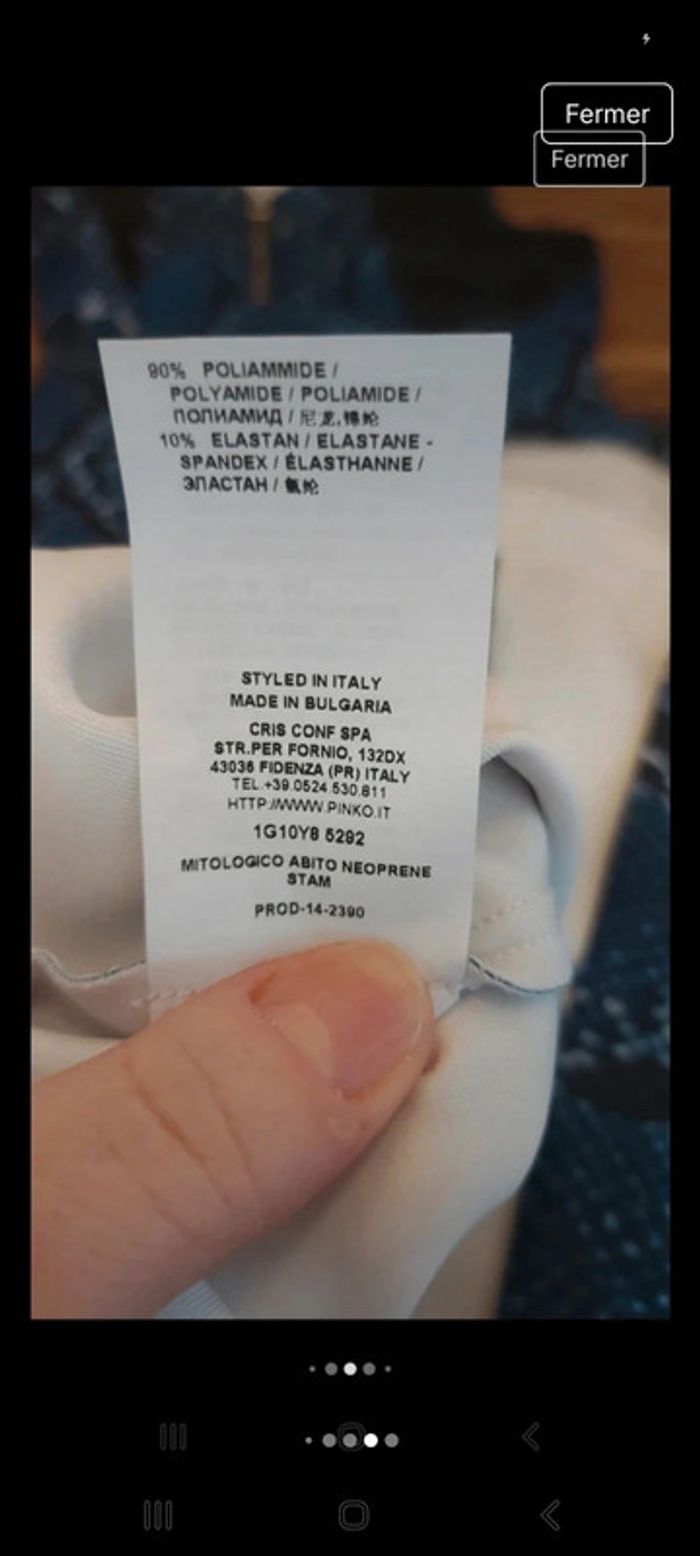 Fermer
Fermer
90% POLIAMMIDE /
POLYAMIDE / POLIAMIDE /
ПОЛИАМИД / 尼龙,锦纶
10% ELASTAN / ELASTANE -
SPANDEX / ÉLASTHANNE /
ЭЛАСТАН / 氨纶
STYLED IN ITALY
MADE IN BULGARIA
CRIS CONF SPA
STR.PER FORNIO, 132DX
43036 FIDENZA (PR) ITALY
TEL.+39.0524.530.611
HTTP://WWW.PINKO.IT
1G10Y8 5292
MITOLOGICO ABITO NEOPRENE
STAM
PROD-14-2390